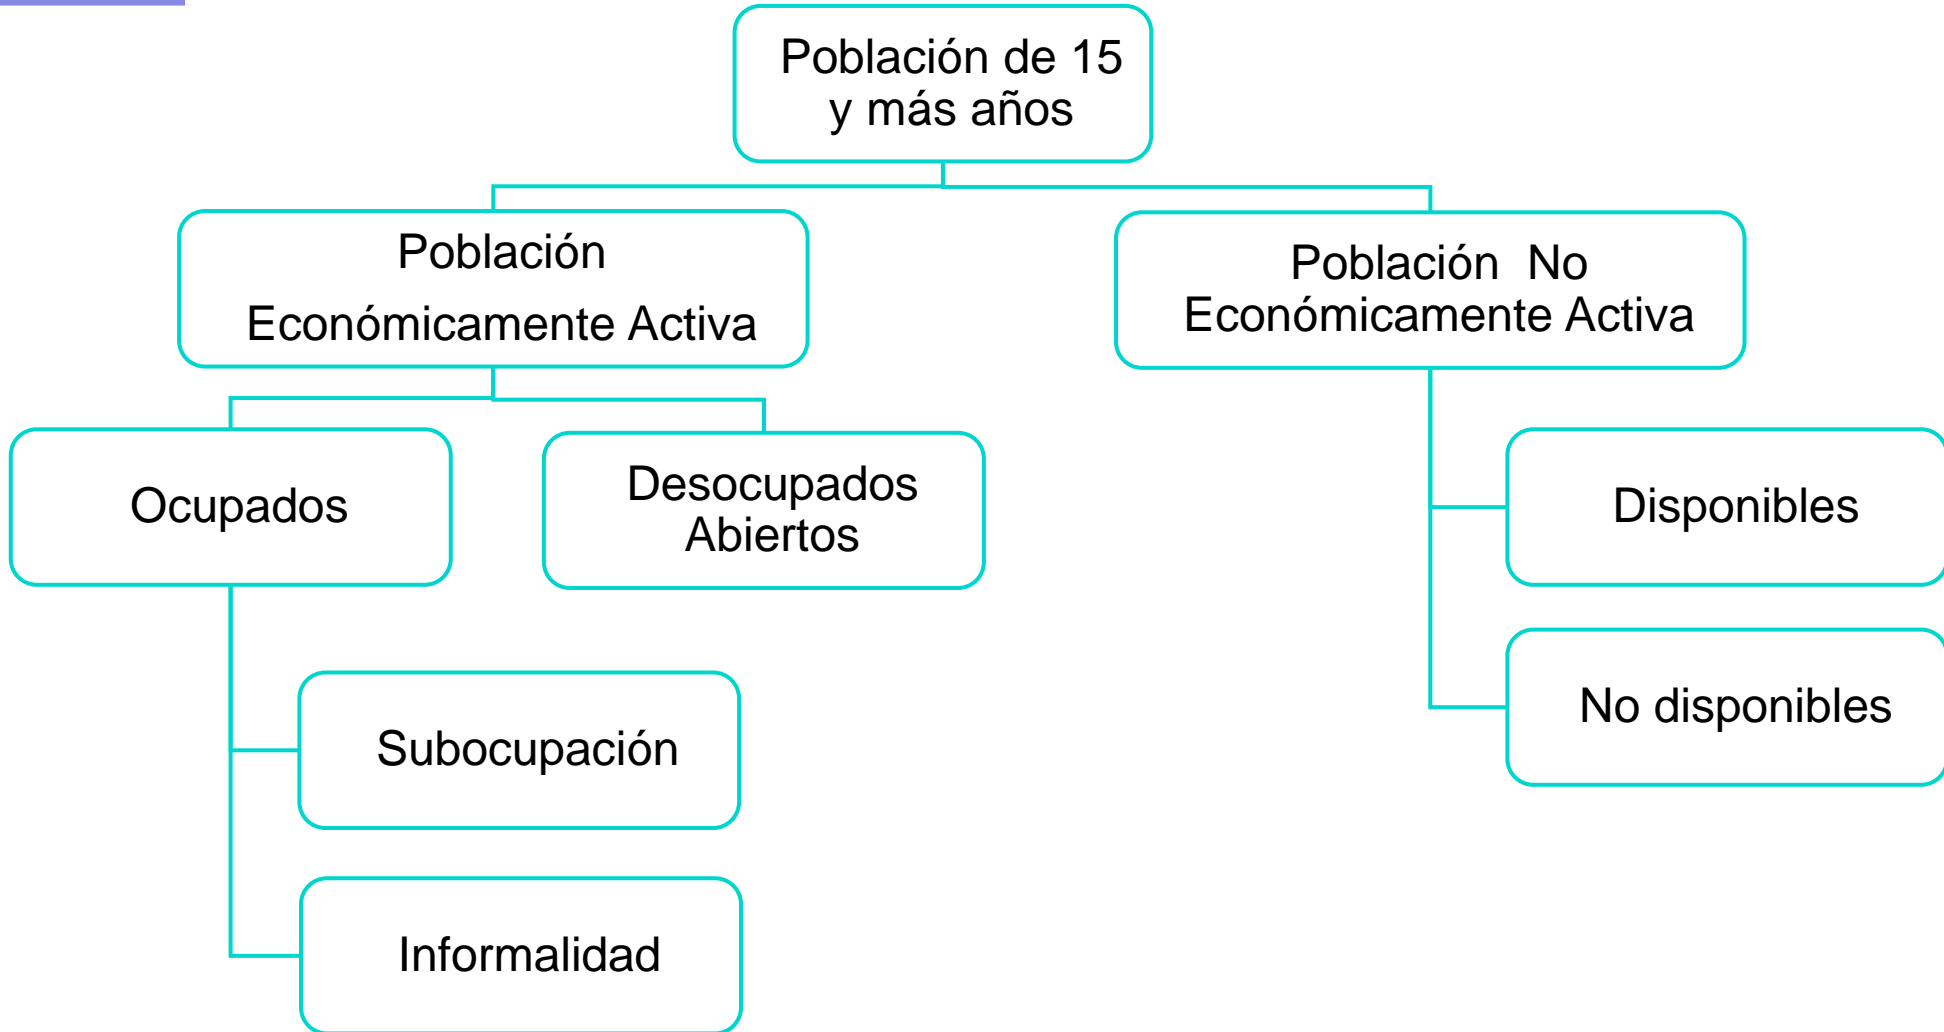 Población de 15
y más años
Población
Económicamente Activa
Población No
Económicamente Activa
Ocupados
Desocupados
Abiertos
Disponibles
No disponibles
Subocupación
Informalidad